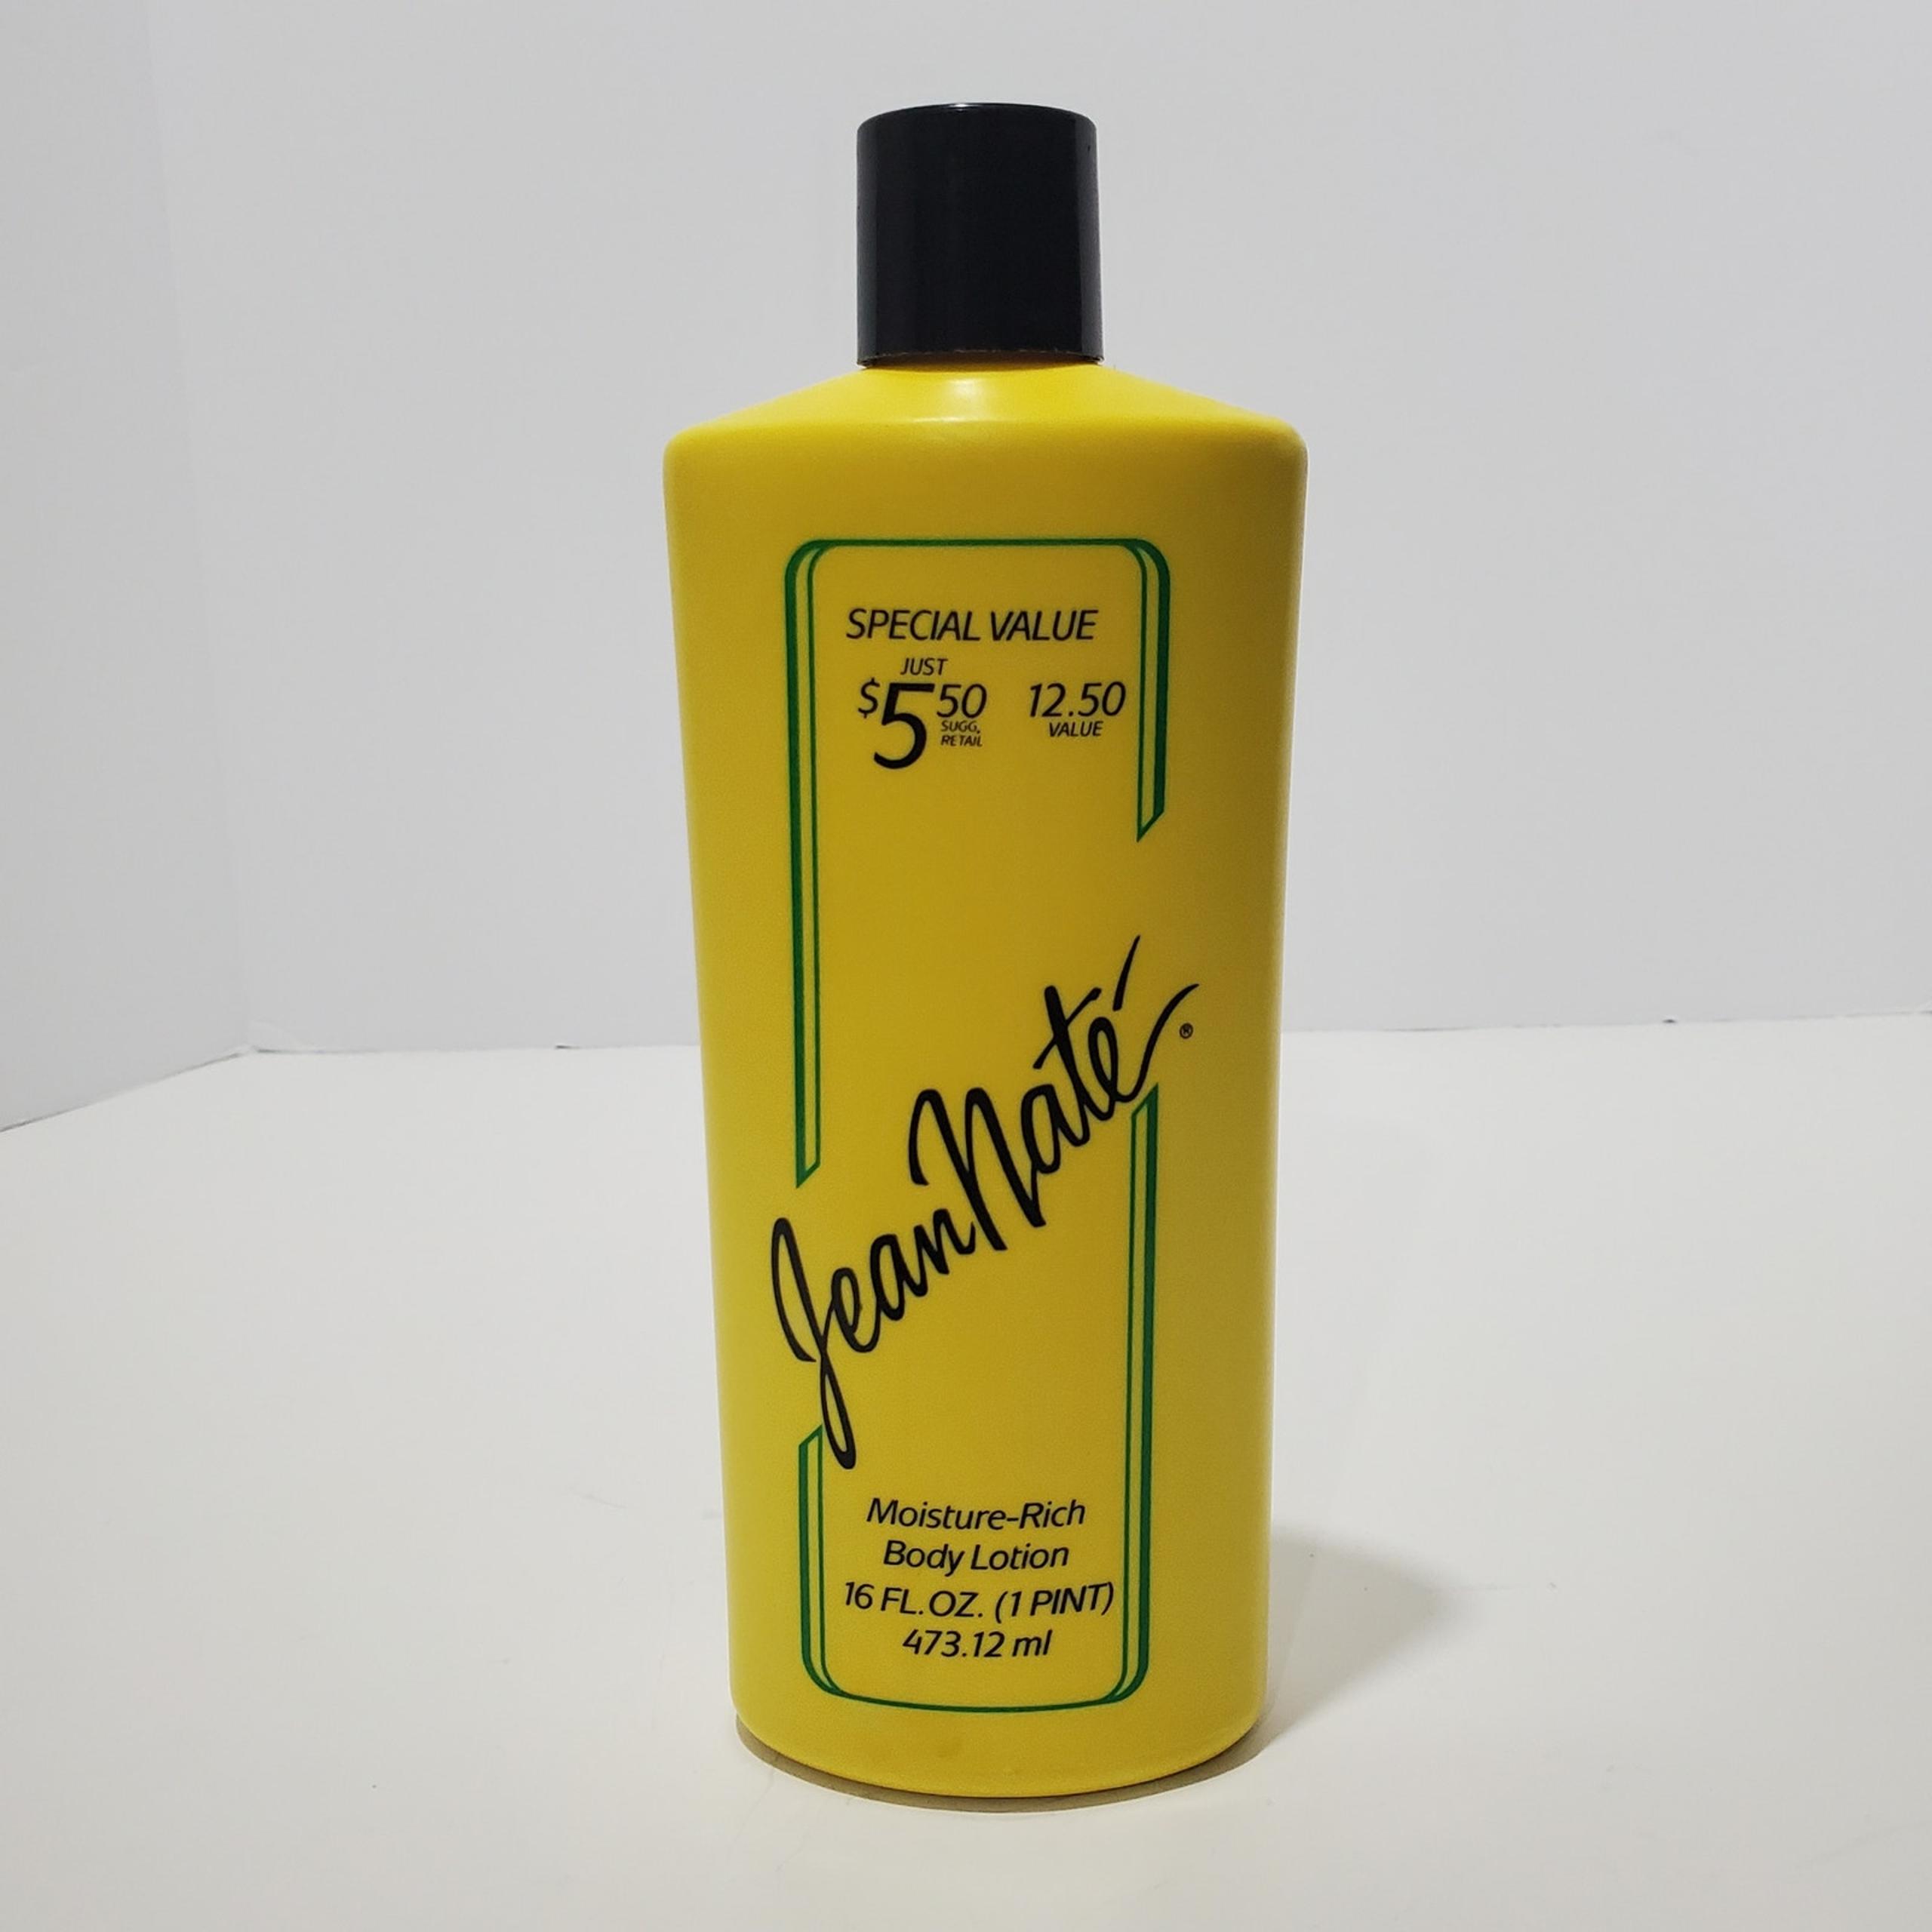 SPECIAL VALUE
JUST
$5 50 12.50
SUGG. VALUE
RETAIL
Jean Naté®
Moisture-Rich
Body Lotion
16 FL.OZ. (1 PINT)
473.12 ml